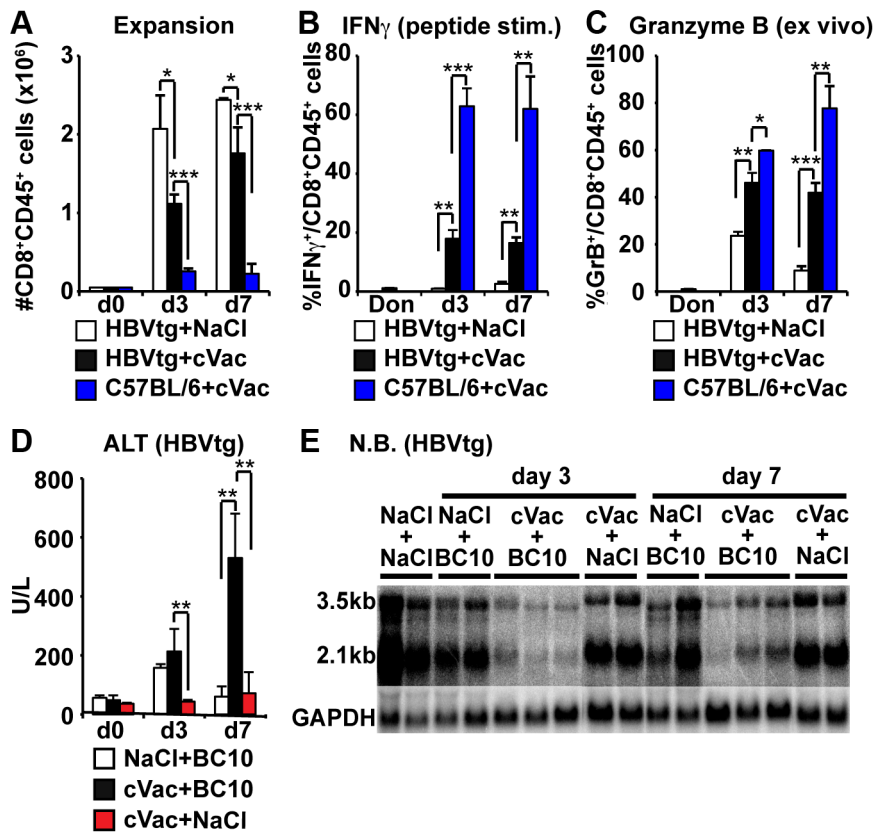 A Expansion
#CD8⁺CD45⁺ cells (x10⁶)
3
2
1
0
* * *** ***
d0 d3 d7
HBVtg+NaCl
HBVtg+cVac
C57BL/6+cVac
B IFNγ (peptide stim.)
%IFNγ⁺/CD8⁺CD45⁺ cells
80
60
40
20
0
*** ** ** **
Don d3 d7
HBVtg+NaCl
HBVtg+cVac
C57BL/6+cVac
C Granzyme B (ex vivo)
%GrB⁺/CD8⁺CD45⁺ cells
100
80
60
40
20
0
** * *** **
Don d3 d7
HBVtg+NaCl
HBVtg+cVac
C57BL/6+cVac
D ALT (HBVtg)
U/L
800
600
400
200
0
** ** **
d0 d3 d7
NaCl+BC10
cVac+BC10
cVac+NaCl
E N.B. (HBVtg)
day 3 day 7
NaCl NaCl cVac cVac NaCl cVac cVac
+ + + + + + +
NaCl BC10 BC10 NaCl BC10 BC10 NaCl
3.5kb
2.1kb
GAPDH